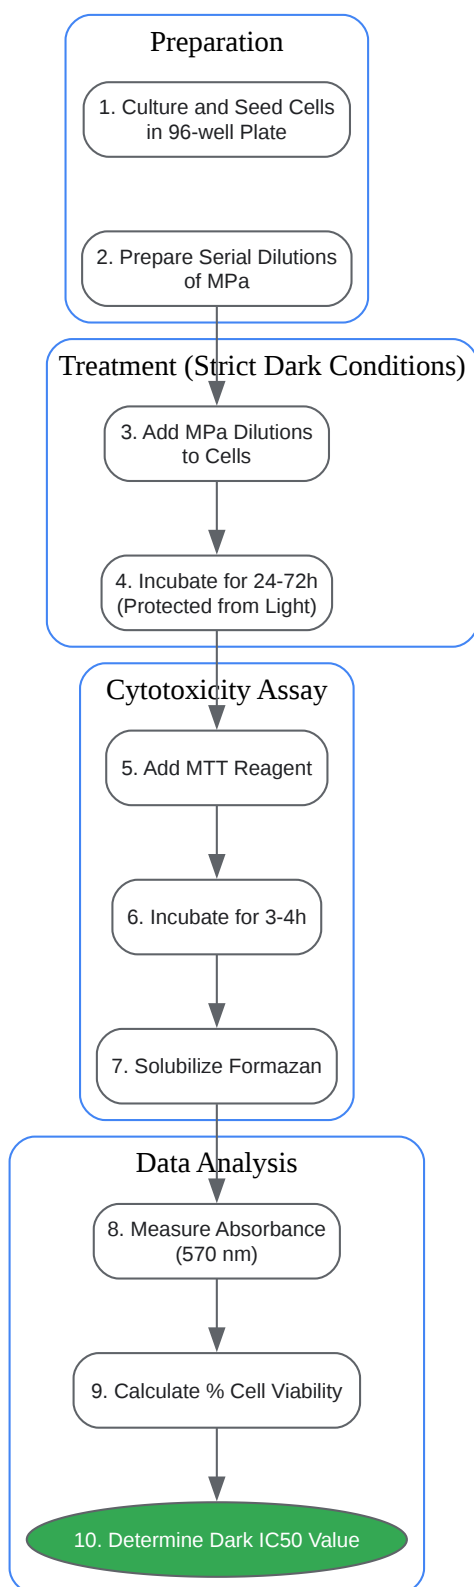 Preparation
1. Culture and Seed Cells
in 96-well Plate
2. Prepare Serial Dilutions
of MPa
Treatment (Strict Dark Conditions)
3. Add MPa Dilutions
to Cells
4. Incubate for 24-72h
(Protected from Light)
Cytotoxicity Assay
5. Add MTT Reagent
6. Incubate for 3-4h
7. Solubilize Formazan
Data Analysis
8. Measure Absorbance
(570 nm)
9. Calculate % Cell Viability
10. Determine Dark IC50 Value